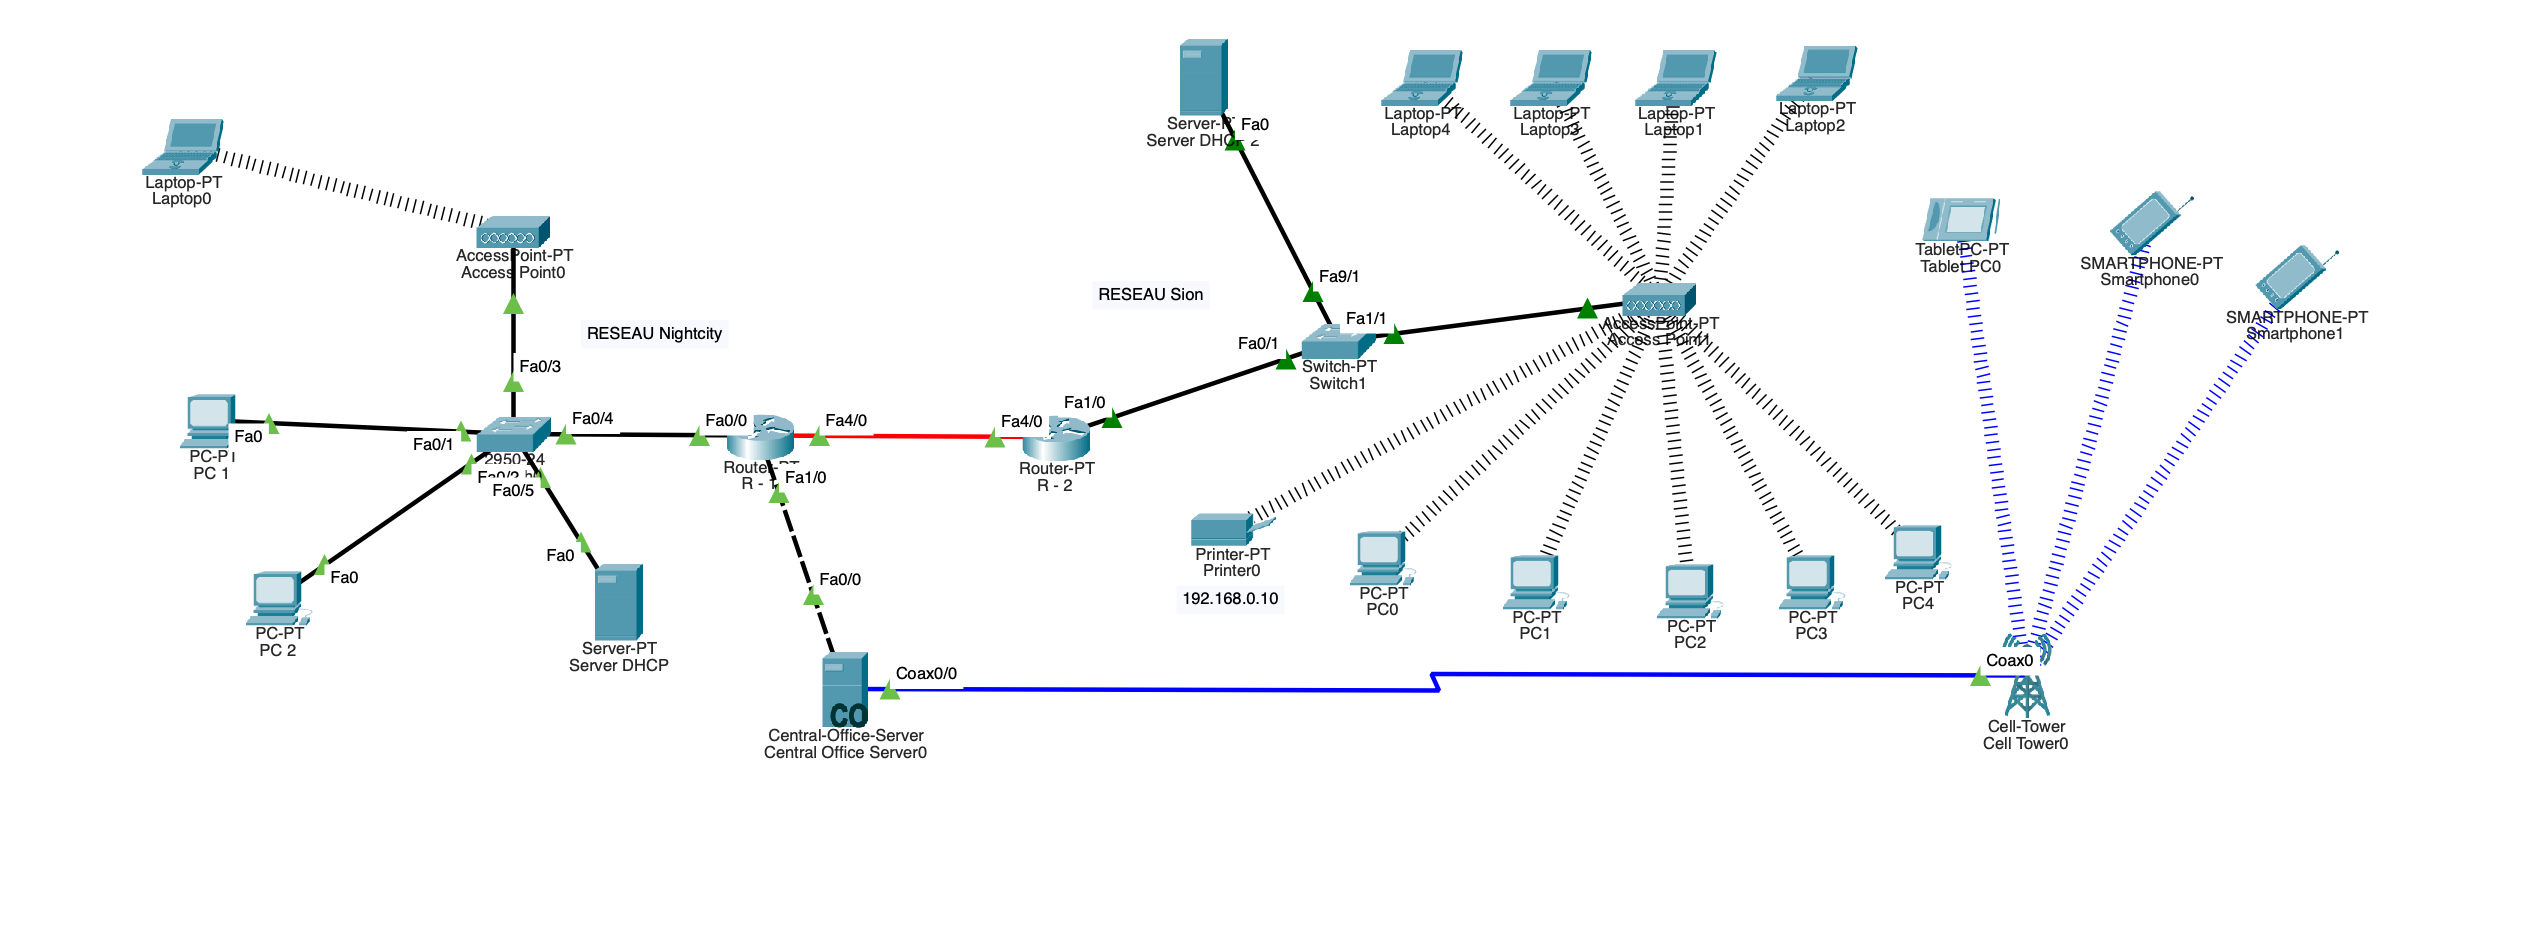 Server-PT
Server DHCP 2
Fa0
Laptop-PT
Laptop4
Laptop-PT
Laptop3
Laptop-PT
Laptop1
Laptop-PT
Laptop2
Laptop-PT
Laptop0
AccessPoint-PT
Access Point0
TabletPC-PT
Tablet PC0
SMARTPHONE-PT
Smartphone0
SMARTPHONE-PT
Smartphone1
Fa9/1
RESEAU Sion
Fa1/1
AccessPoint-PT
Access Point1
RESEAU Nightcity
Fa0/1
Switch-PT
Switch1
Fa0/3
Fa1/0
Fa0
Fa0/1
Fa0/4
Fa0/0
Fa4/0
Fa4/0
PC-PT
PC 1
2950-24
Fa0/2
Fa0/5
Router-PT
R - 1
Fa1/0
Router-PT
R - 2
Fa0
Fa0
Fa0/0
PC-PT
PC 2
Server-PT
Server DHCP
Printer-PT
Printer0
192.168.0.10
PC-PT
PC0
PC-PT
PC1
PC-PT
PC2
PC-PT
PC3
PC-PT
PC4
Coax0/0
Coax0
Central-Office-Server
Central Office Server0
CO
Cell-Tower
Cell Tower0